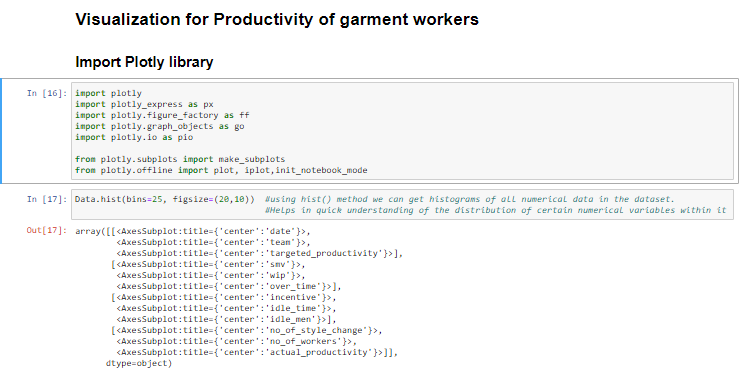 Visualization for Productivity of garment workers
Import Plotly library
In [16]: import plotly
import plotly_express as px
import plotly.figure_factory as ff
import plotly.graph_objects as go
import plotly.io as pio
from plotly.subplots import make_subplots
from plotly.offline import plot, iplot,init_notebook_mode
In [17]: Data.hist(bins=25, figsize=(20,10)) #using hist() method we can get histograms of all numerical data in the dataset.
#Helps in quick understanding of the distribution of certain numerical variables within it
Out[17]: array([[<AxesSubplot:title={'center':'date'}>,
<AxesSubplot:title={'center':'team'}>,
<AxesSubplot:title={'center':'targeted_productivity'}>],
[<AxesSubplot:title={'center':'smv'}>,
<AxesSubplot:title={'center':'wip'}>,
<AxesSubplot:title={'center':'over_time'}>],
[<AxesSubplot:title={'center':'incentive'}>,
<AxesSubplot:title={'center':'idle_time'}>,
<AxesSubplot:title={'center':'idle_men'}>],
[<AxesSubplot:title={'center':'no_of_style_change'}>,
<AxesSubplot:title={'center':'no_of_workers'}>,
<AxesSubplot:title={'center':'actual_productivity'}>]],
dtype=object)